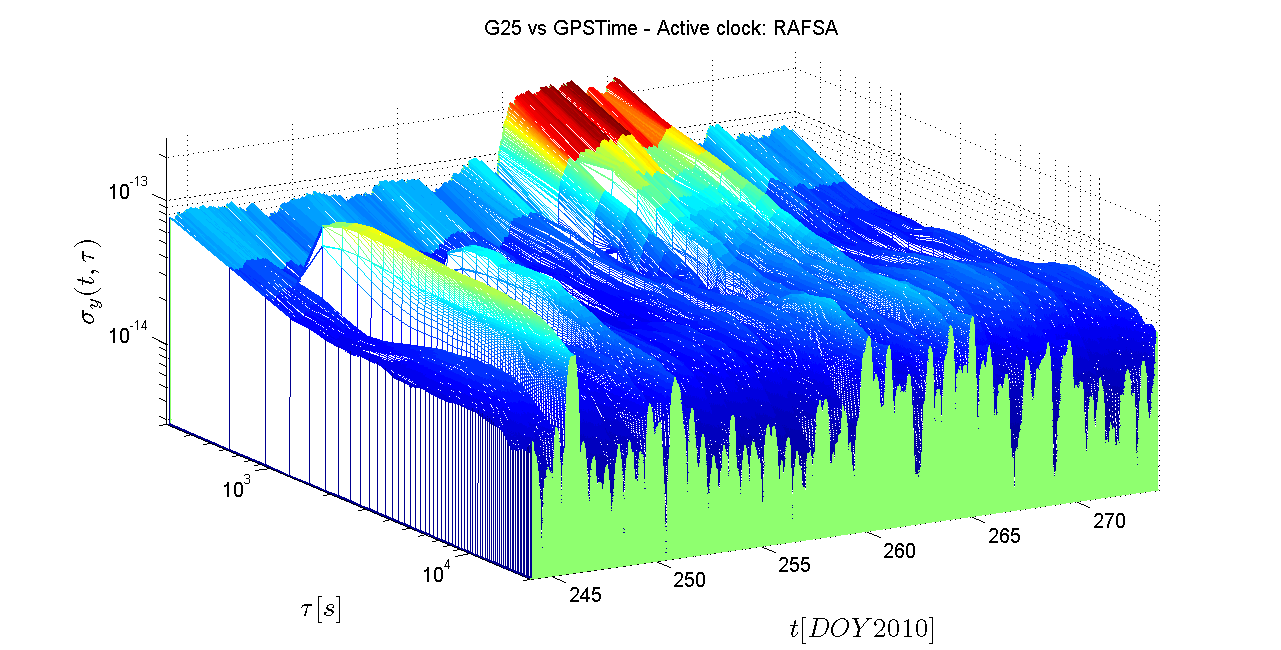 G25 vs GPSTime - Active clock: RAFSA
10^-13
10^-14
σ_y(t, τ)
10^3
10^4
τ[s]
245
250
255
260
265
270
t[DOY2010]